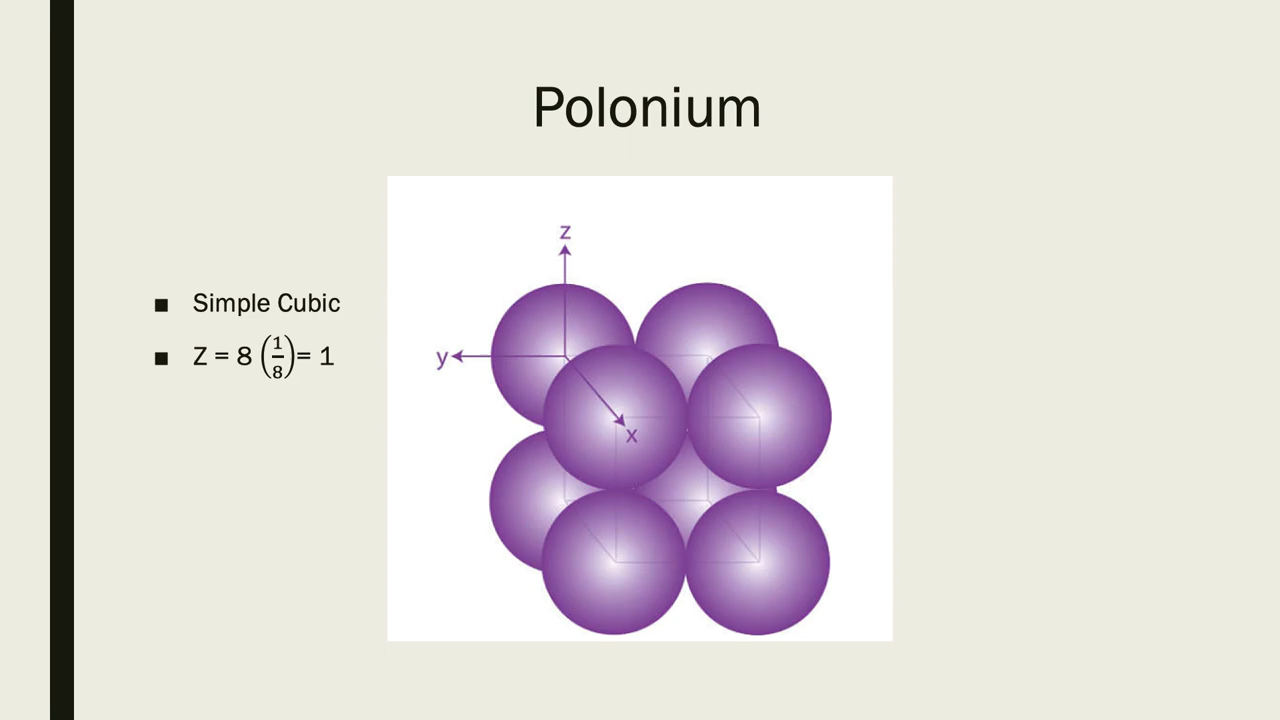 Polonium
■ Simple Cubic
■ Z = 8 (1/8) = 1
z
y
x